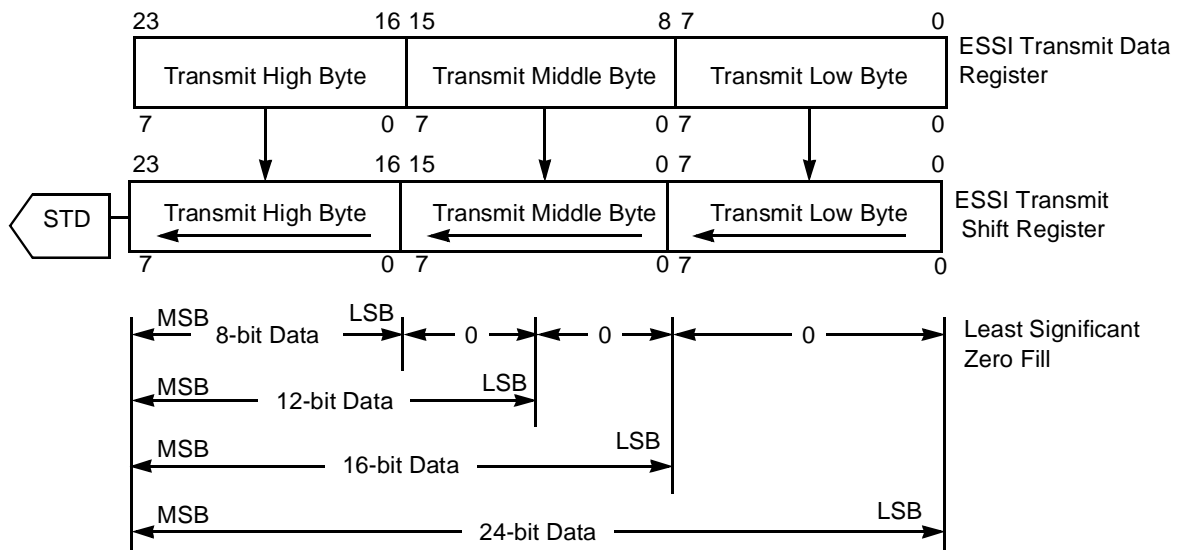 23 16 15 8 7 0
ESSI Transmit Data
Register
Transmit High Byte Transmit Middle Byte Transmit Low Byte
7 0 7 0 7 0
23 16 15 0 7 0
STD
Transmit High Byte Transmit Middle Byte Transmit Low Byte
ESSI Transmit
Shift Register
7 0 7 0 7 0
MSB LSB
8-bit Data 0 0 0
Least Significant
Zero Fill
MSB LSB
12-bit Data
MSB LSB
16-bit Data
MSB LSB
24-bit Data